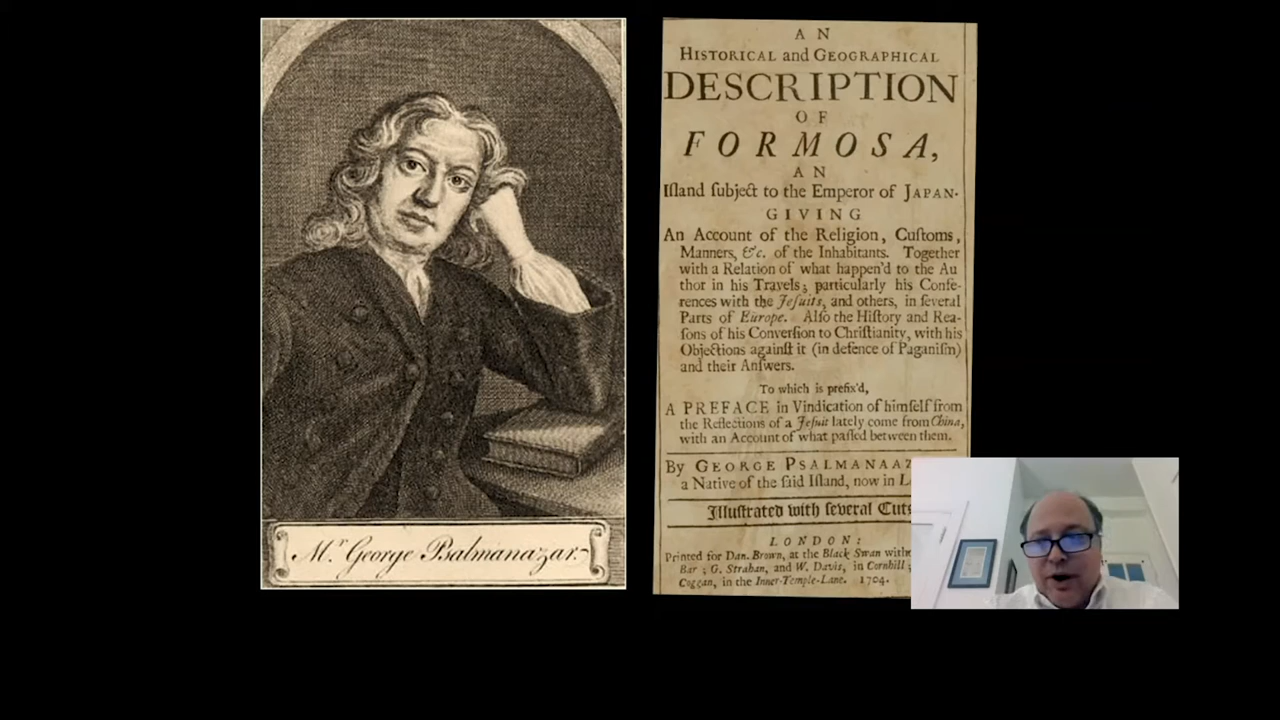 Mr. George Psalmanazar
AN
HISTORICAL and GEOGRAPHICAL
DESCRIPTION
OF
FORMOSA,
AN
Iſland ſubject to the Emperor of JAPAN.
GIVING
An Account of the Religion, Cuſtoms,
Manners, &c. of the Inhabitants. Together
with a Relation of what happen'd to the Au
thor in his Travels; particularly his Confe-
rences with the Jeſuits, and others, in ſeveral
Parts of Europe. Alſo the Hiſtory and Rea-
ſons of his Converſion to Chriſtianity, with his
Objections againſt it (in defence of Paganiſm)
and their Anſwers.
To which is prefix'd,
A PREFACE in Vindication of himſelf from
the Reflections of a Jeſuit lately come from China,
with an Account of what paſſed between them.
By GEORGE PSALMANAAZ
a Native of the ſaid Iſland, now in
Illuſtrated with ſeveral Cuts
LONDON:
Printed for Dan. Brown, at the Black Swan
Bar; G. Strahan, and W. Davis, in Cornhill;
Coggan, in the Inner-Temple-Lane. 1704.